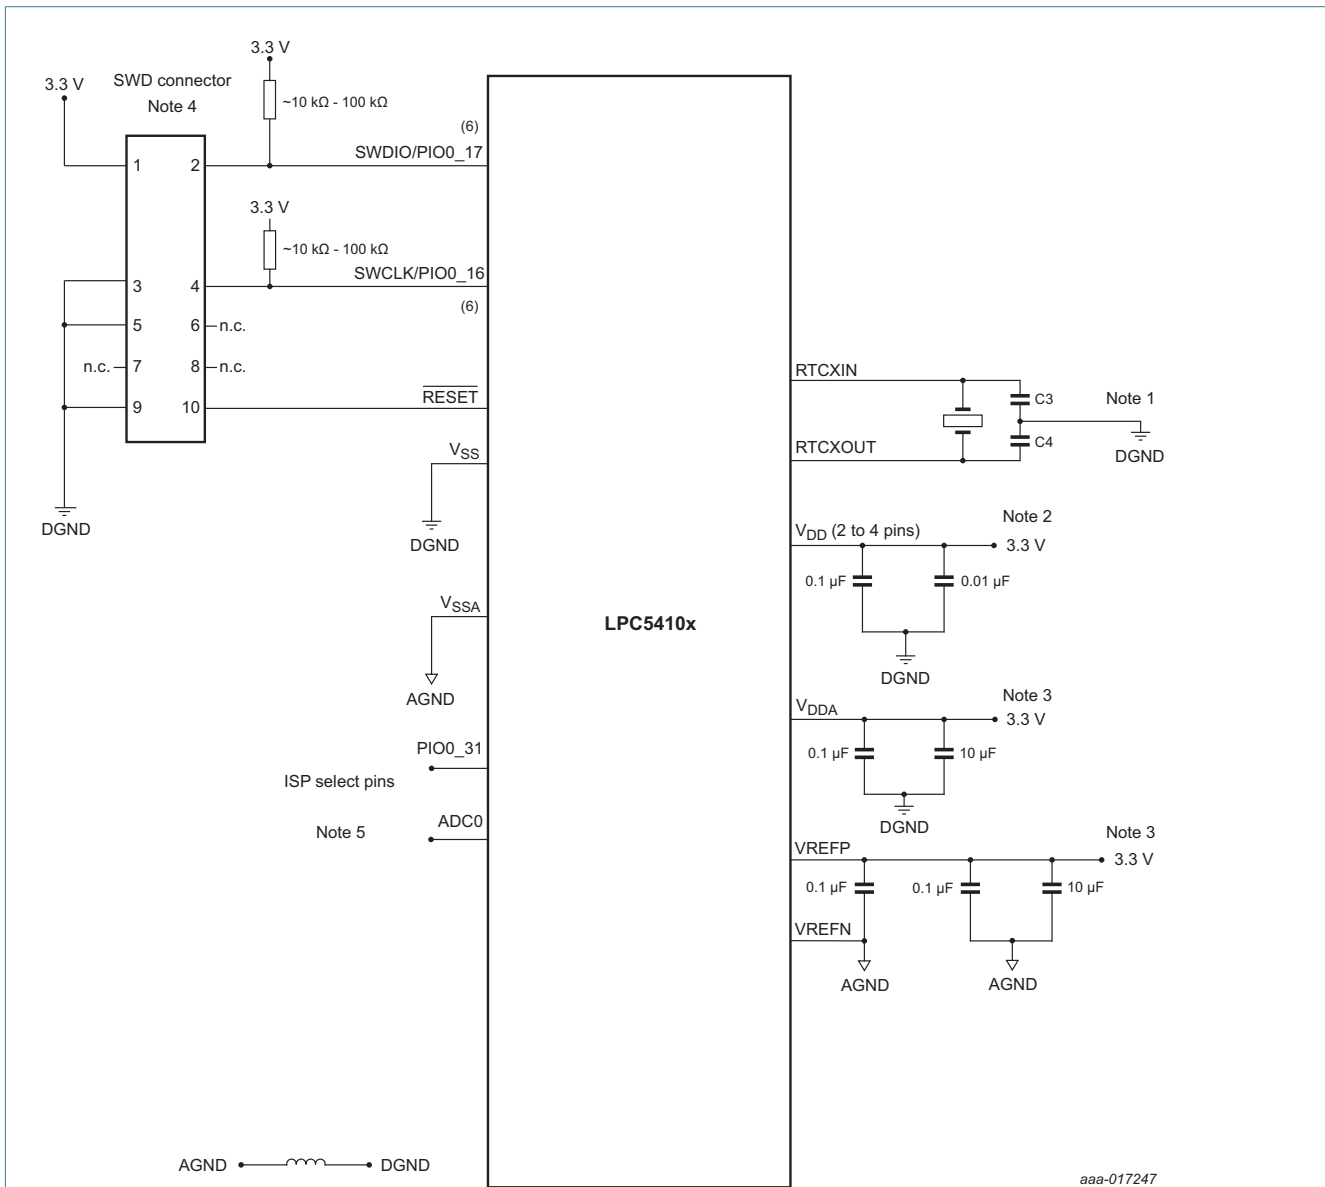 3.3 V
3.3 V
SWD connector
Note 4
~10 kΩ - 100 kΩ
(6)
SWDIO/PIO0_17
1
2
3.3 V
~10 kΩ - 100 kΩ
SWCLK/PIO0_16
(6)
3
4
5
6
n.c.
n.c.
7
8
n.c.
9
10
RESET
DGND
VSS
DGND
VSSA
AGND
PIO0_31
ISP select pins
ADC0
Note 5
LPC5410x
RTCXIN
C3
Note 1
C4
RTCXOUT
DGND
VDD (2 to 4 pins)
Note 2
3.3 V
0.1 µF
0.01 µF
DGND
VDDA
Note 3
3.3 V
0.1 µF
10 µF
DGND
VREFP
Note 3
3.3 V
0.1 µF
0.1 µF
10 µF
VREFN
AGND
AGND
AGND
DGND
aaa-017247